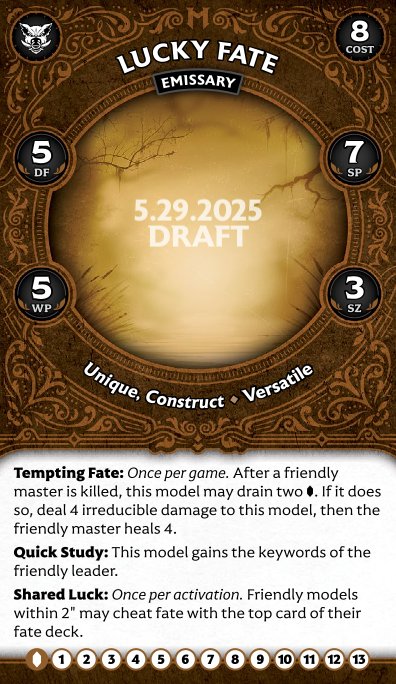 M
LUCKY FATE
EMISSARY
8
COST
5
DF
7
SP
5.29.2025
DRAFT
5
WP
3
SZ
Unique, Construct ◆ Versatile
Tempting Fate: Once per game. After a friendly
master is killed, this model may drain two ⬮. If it does
so, deal 4 irreducible damage to this model, then the
friendly master heals 4.
Quick Study: This model gains the keywords of the
friendly leader.
Shared Luck: Once per activation. Friendly models
within 2" may cheat fate with the top card of their
fate deck.
1 2 3 4 5 6 7 8 9 10 11 12 13